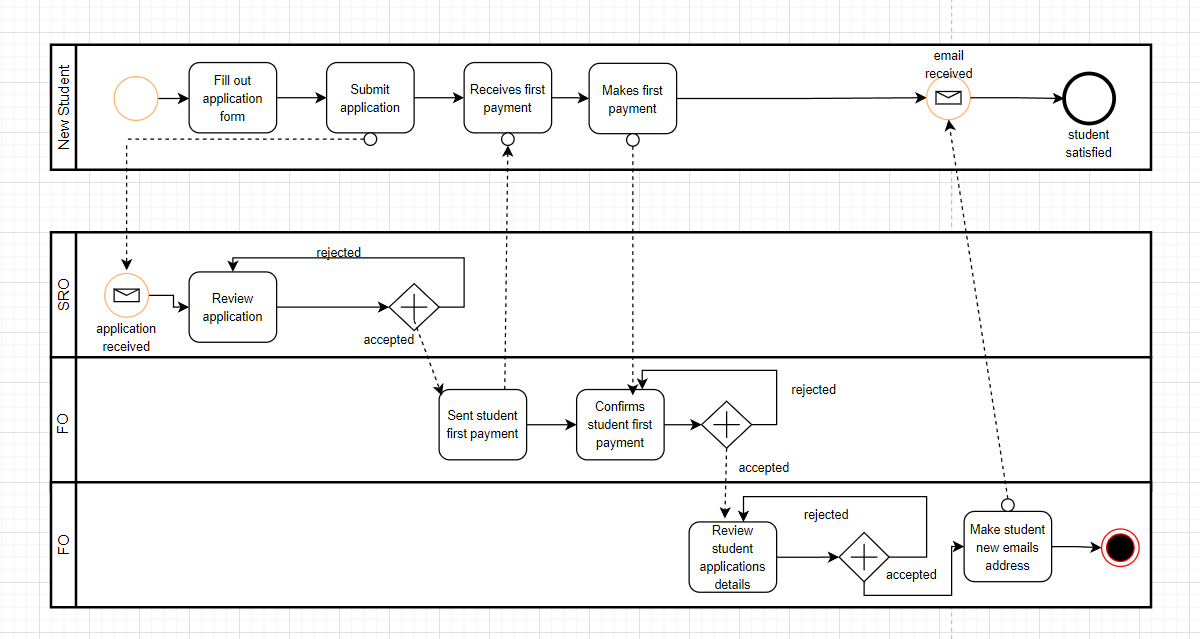 New Student
Fill out
application
form
Submit
application
Receives first
payment
Makes first
payment
email
received
student
satisfied
SRO
application
received
Review
application
rejected
accepted
FO
Sent student
first payment
Confirms
student first
payment
rejected
accepted
FO
Review
student
applications
details
rejected
accepted
Make student
new emails
address